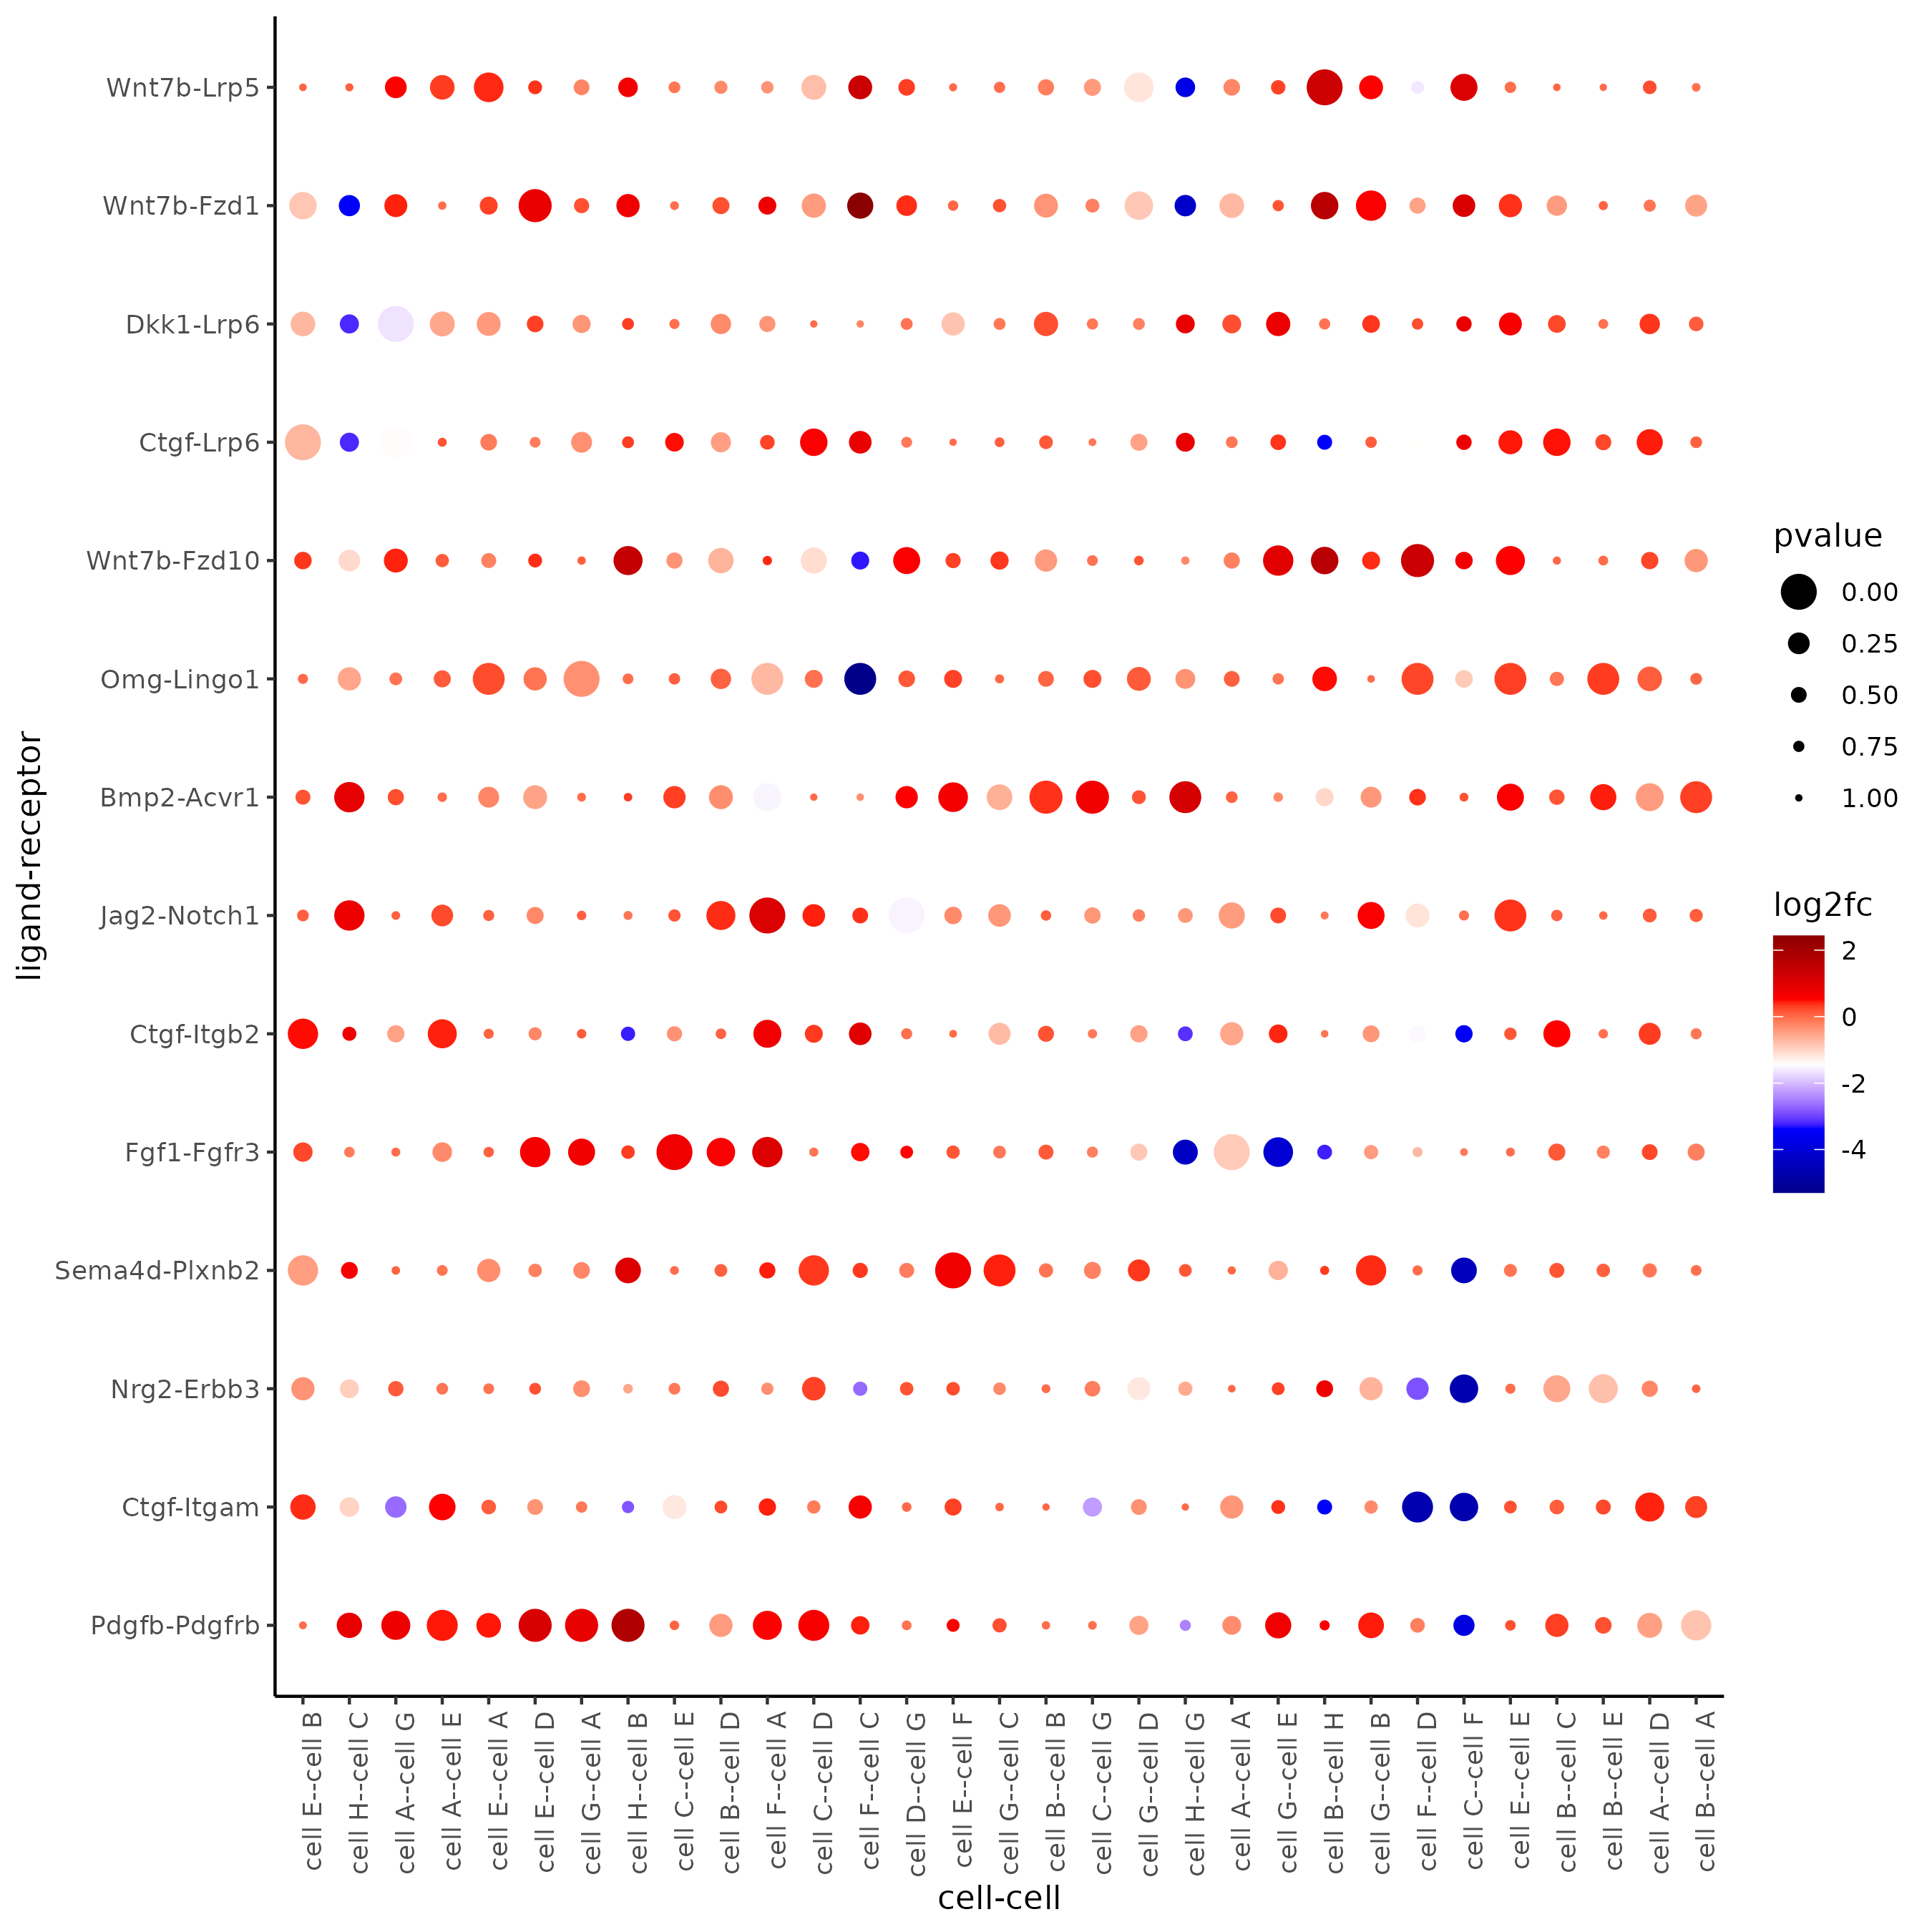 Wnt7b-Lrp5
Wnt7b-Fzd1
Dkk1-Lrp6
Ctgf-Lrp6
Wnt7b-Fzd10
Omg-Lingo1
Bmp2-Acvr1
Jag2-Notch1
Ctgf-Itgb2
Fgf1-Fgfr3
Sema4d-Plxnb2
Nrg2-Erbb3
Ctgf-Itgam
Pdgfb-Pdgfrb
ligand-receptor
cell E--cell B
cell H--cell C
cell A--cell G
cell A--cell E
cell E--cell A
cell E--cell D
cell G--cell A
cell H--cell B
cell C--cell E
cell B--cell D
cell F--cell A
cell C--cell D
cell F--cell C
cell D--cell G
cell E--cell F
cell G--cell C
cell B--cell B
cell C--cell G
cell G--cell D
cell H--cell G
cell A--cell A
cell G--cell E
cell B--cell H
cell G--cell B
cell F--cell D
cell C--cell F
cell E--cell E
cell B--cell C
cell B--cell E
cell A--cell D
cell B--cell A
cell-cell
pvalue
0.00
0.25
0.50
0.75
1.00
log2fc
2
0
-2
-4